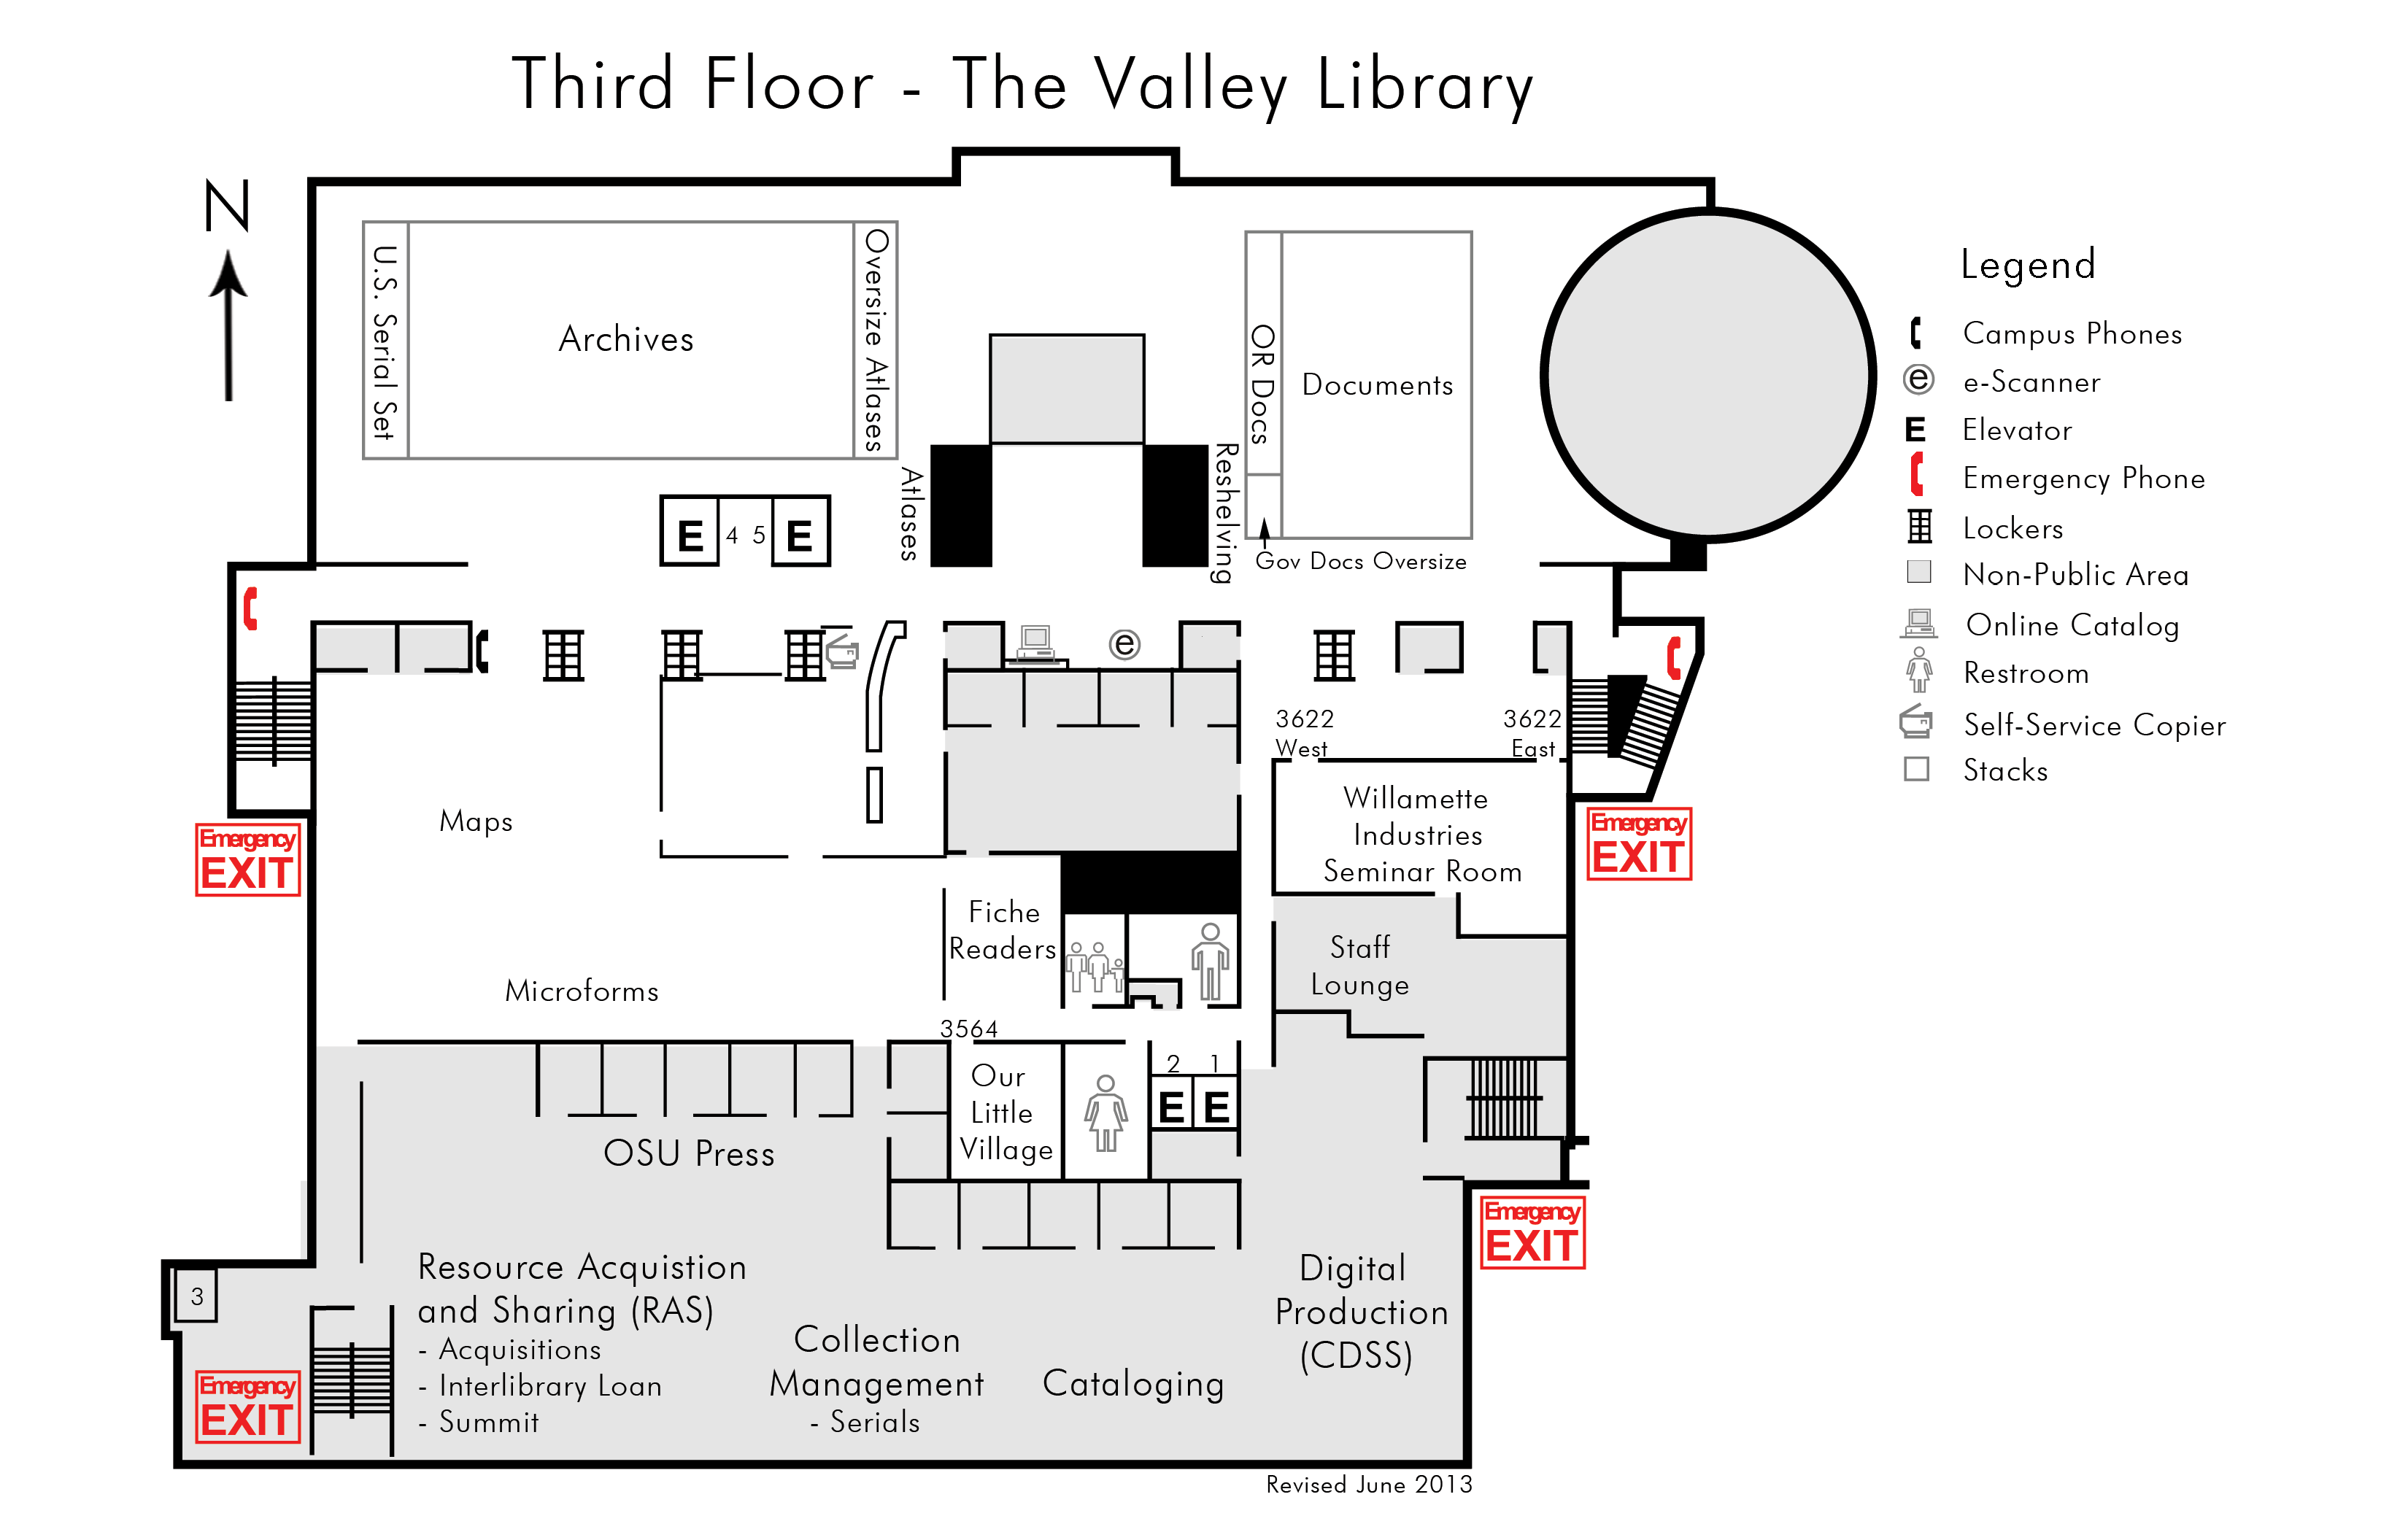 Third Floor - The Valley Library
N
U.S. Serial Set
Archives
Oversize Atlases
OR Docs
Documents
Atlases
Reshelving
E
4 5
E
Gov Docs Oversize
e
3622
West
3622
East
Maps
Willamette
Industries
Seminar Room
Emergency
EXIT
Emergency
EXIT
Fiche
Readers
Staff
Lounge
Microforms
3564
Our
Little
Village
2 1
E E
OSU Press
Emergency
EXIT
Resource Acquistion
and Sharing (RAS)
- Acquisitions
- Interlibrary Loan
- Summit
3
Emergency
EXIT
Collection
Management
- Serials
Cataloging
Digital
Production
(CDSS)
Revised June 2013
Legend
Campus Phones
e e-Scanner
E Elevator
Emergency Phone
Lockers
Non-Public Area
Online Catalog
Restroom
Self-Service Copier
Stacks